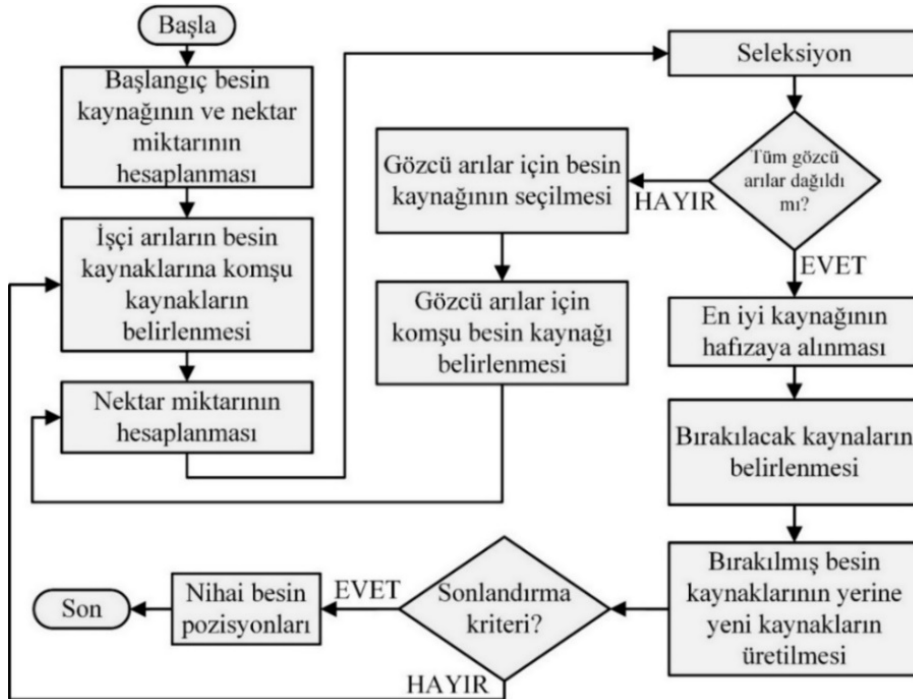 Başla
Başlangıç besin
kaynağının ve nektar
miktarının
hesaplanması
İşçi arıların besin
kaynaklarına komşu
kaynakların
belirlenmesi
Nektar miktarının
hesaplanması
Seleksiyon
Tüm gözcü
arılar dağıldı
mı?
HAYIR
Gözcü arılar için besin
kaynağının seçilmesi
Gözcü arılar için
komşu besin kaynağı
belirlenmesi
EVET
En iyi kaynağının
hafızaya alınması
Bırakılacak kaynaların
belirlenmesi
Bırakılmış besin
kaynaklarının yerine
yeni kaynakların
üretilmesi
Sonlandırma
kriteri?
EVET
Nihai besin
pozisyonları
Son
HAYIR